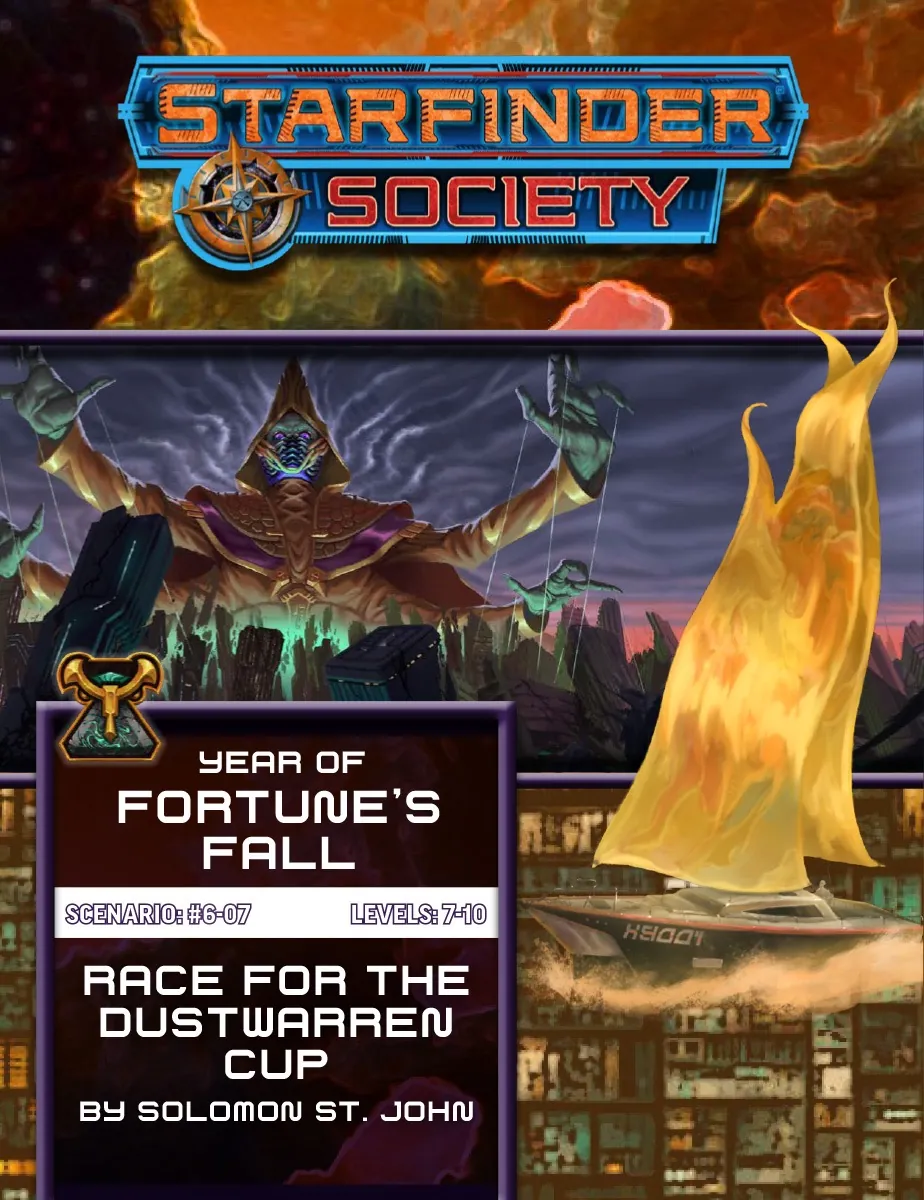 STARFINDER
SOCIETY
YEAR OF
FORTUNE'S
FALL
SCENARIO: #6-07
LEVELS: 7-10
RACE FOR THE
DUSTWARREN
CUP
BY SOLOMON ST. JOHN